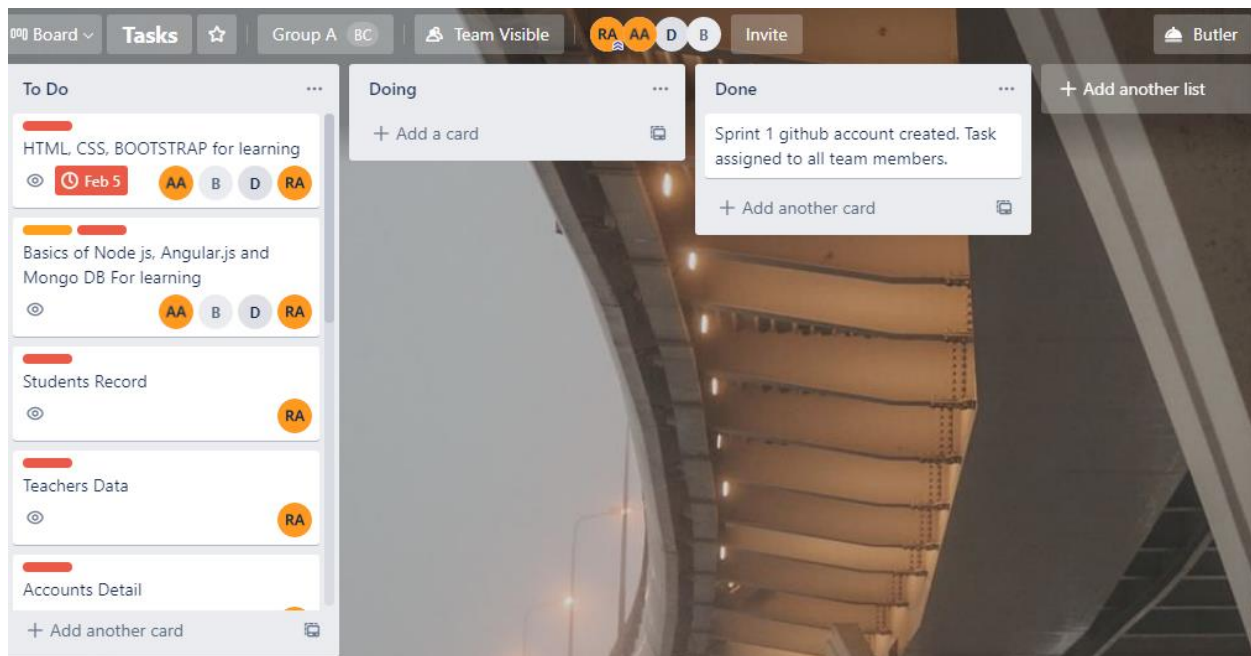 Board
Tasks
Group A BC
Team Visible
RA AA D B
Invite
Butler
To Do
HTML, CSS, BOOTSTRAP for learning
Feb 5
AA B D RA
Basics of Node js, Angular.js and
Mongo DB For learning
AA B D RA
Students Record
RA
Teachers Data
RA
Accounts Detail
+ Add another card
Doing
+ Add a card
Done
Sprint 1 github account created. Task
assigned to all team members.
+ Add another card
+ Add another list